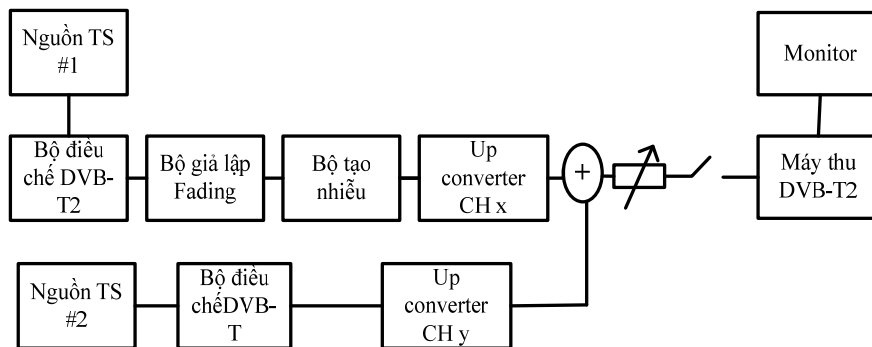 Nguồn TS
#1
Monitor
Bộ điều
chế DVB-
T2
Bộ giả lập
Fading
Bộ tạo
nhiễu
Up
converter
CH x
+
Máy thu
DVB-T2
Nguồn TS
#2
Bộ điều
chếDVB-
T
Up
converter
CH y